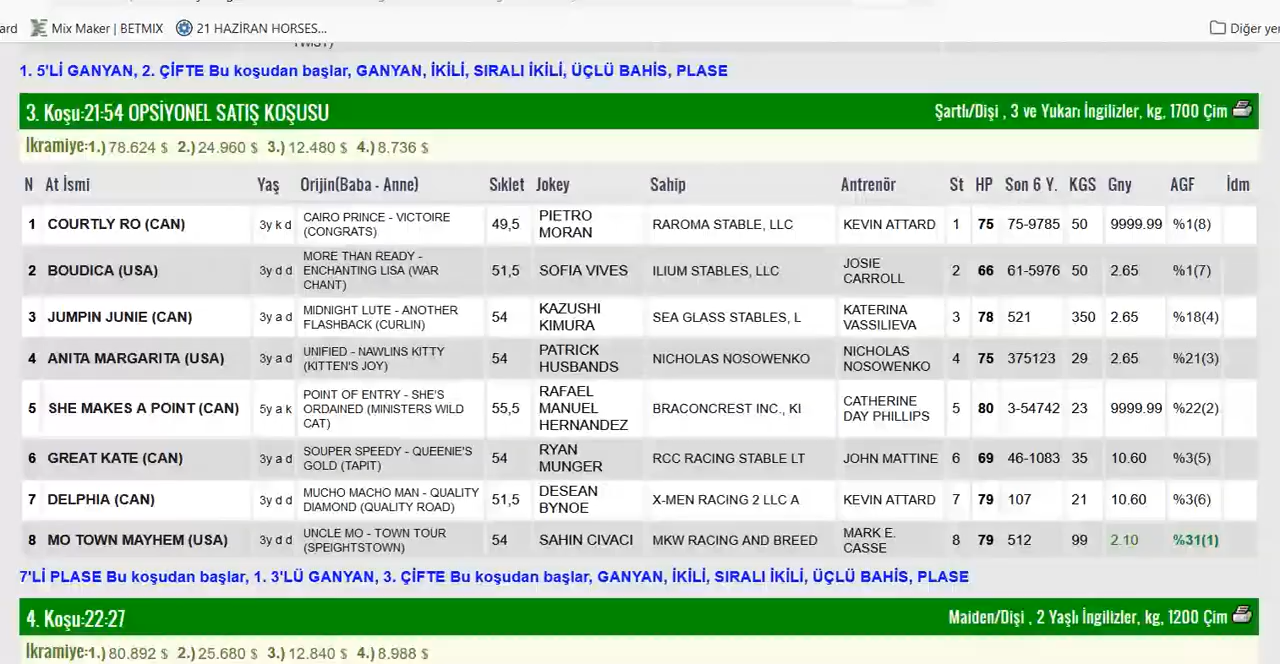 ard Mix Maker | BETMIX 21 HAZİRAN HORSES... Diğer yer
1. 5'Lİ GANYAN, 2. ÇİFTE Bu koşudan başlar, GANYAN, İKİLİ, SIRALI İKİLİ, ÜÇLÜ BAHİS, PLASE
3. Koşu:21:54 OPSİYONEL SATIŞ KOŞUSU Şartlı/Dişi , 3 ve Yukarı İngilizler, kg, 1700 Çim
İkramiye:1.) 78.624 $ 2.) 24.960 $ 3.) 12.480 $ 4.) 8.736 $
N At İsmi Yaş Orijin(Baba - Anne) Sıklet Jokey Sahip Antrenör St HP Son 6 Y. KGS Gny AGF İdm
1 COURTLY RO (CAN) 3y k d CAIRO PRINCE - VICTOIRE (CONGRATS) 49,5 PIETRO MORAN RAROMA STABLE, LLC KEVIN ATTARD 1 75 75-9785 50 9999.99 %1(8)
2 BOUDICA (USA) 3y d d MORE THAN READY - ENCHANTING LISA (WAR CHANT) 51,5 SOFIA VIVES ILIUM STABLES, LLC JOSIE CARROLL 2 66 61-5976 50 2.65 %1(7)
3 JUMPIN JUNIE (CAN) 3y a d MIDNIGHT LUTE - ANOTHER FLASHBACK (CURLIN) 54 KAZUSHI KIMURA SEA GLASS STABLES, L KATERINA VASSILIEVA 3 78 521 350 2.65 %18(4)
4 ANITA MARGARITA (USA) 3y a d UNIFIED - NAWLINS KITTY (KITTEN'S JOY) 54 PATRICK HUSBANDS NICHOLAS NOSOWENKO NICHOLAS NOSOWENKO 4 75 375123 29 2.65 %21(3)
5 SHE MAKES A POINT (CAN) 5y a k POINT OF ENTRY - SHE'S ORDAINED (MINISTERS WILD CAT) 55,5 RAFAEL MANUEL HERNANDEZ BRACONCREST INC., KI CATHERINE DAY PHILLIPS 5 80 3-54742 23 9999.99 %22(2)
6 GREAT KATE (CAN) 3y a d SOUPER SPEEDY - QUEENIE'S GOLD (TAPIT) 54 RYAN MUNGER RCC RACING STABLE LT JOHN MATTINE 6 69 46-1083 35 10.60 %3(5)
7 DELPHIA (CAN) 3y d d MUCHO MACHO MAN - QUALITY DIAMOND (QUALITY ROAD) 51,5 DESEAN BYNOE X-MEN RACING 2 LLC A KEVIN ATTARD 7 79 107 21 10.60 %3(6)
8 MO TOWN MAYHEM (USA) 3y d d UNCLE MO - TOWN TOUR (SPEIGHTSTOWN) 54 SAHIN CIVACI MKW RACING AND BREED MARK E. CASSE 8 79 512 99 2.10 %31(1)
7'Lİ PLASE Bu koşudan başlar, 1. 3'LÜ GANYAN, 3. ÇİFTE Bu koşudan başlar, GANYAN, İKİLİ, SIRALI İKİLİ, ÜÇLÜ BAHİS, PLASE
4. Koşu:22:27 Maiden/Dişi , 2 Yaşlı İngilizler, kg, 1200 Çim
İkramiye:1.) 80.892 $ 2.) 25.680 $ 3.) 12.840 $ 4.) 8.988 $